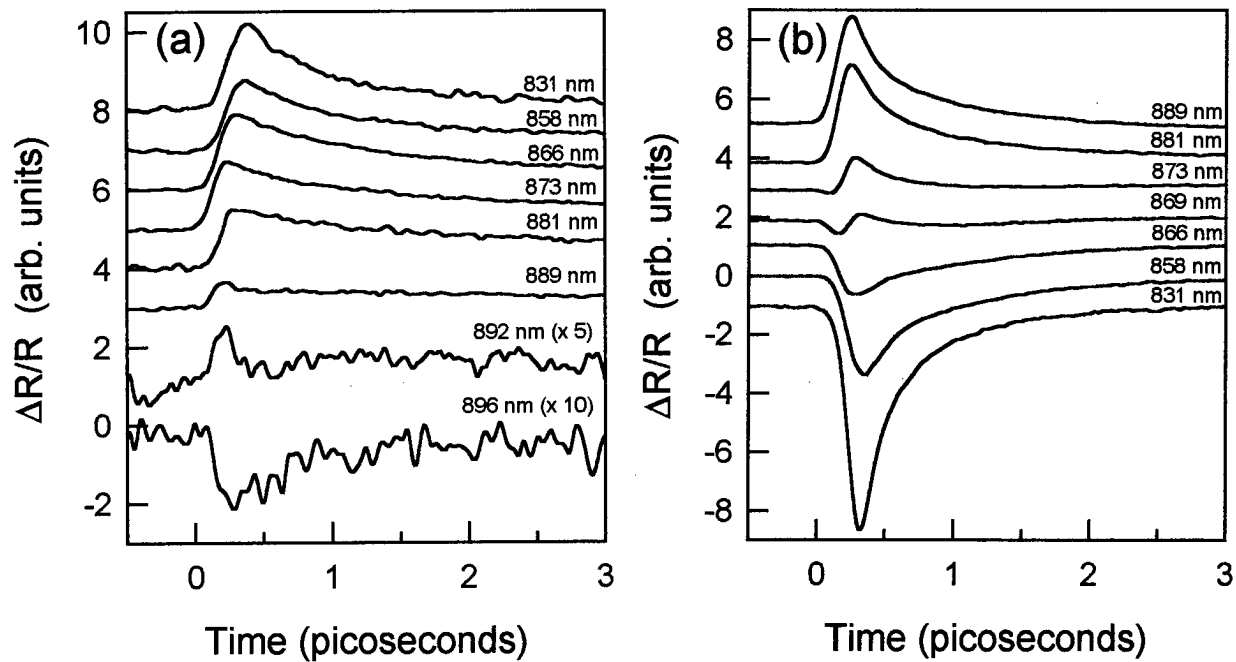 (a)
10
8
6
4
2
0
-2
ΔR/R (arb. units)
831 nm
858 nm
866 nm
873 nm
881 nm
889 nm
892 nm (x 5)
896 nm (x 10)
0
1
2
3
Time (picoseconds)
(b)
8
4
2
0
-2
-4
-6
-8
ΔR/R (arb. units)
889 nm
881 nm
873 nm
869 nm
866 nm
858 nm
831 nm
0
1
2
3
Time (picoseconds)